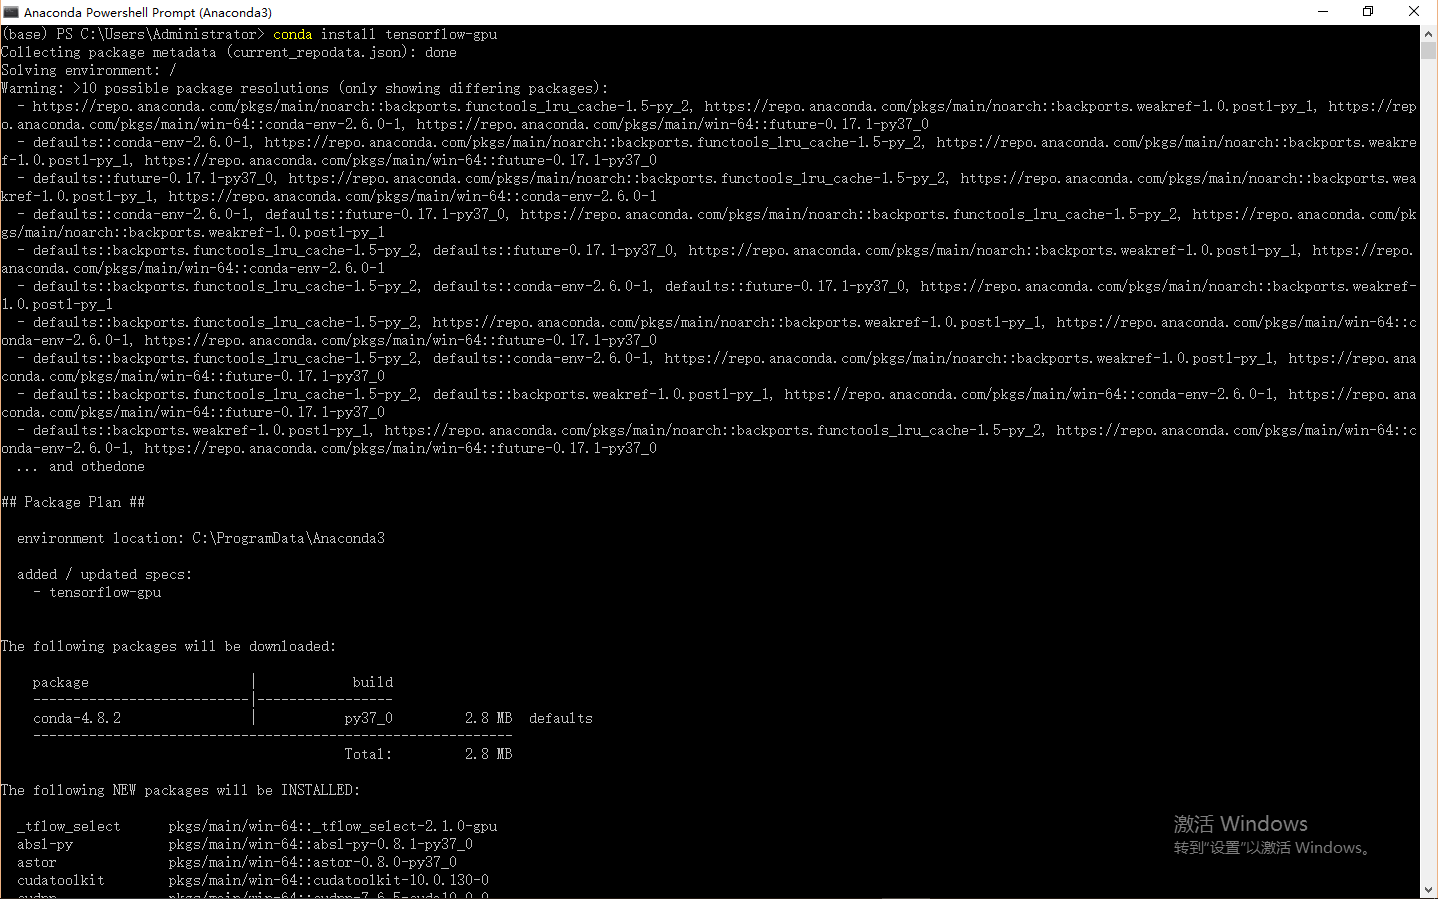 Anaconda Powershell Prompt (Anaconda3)
(base) PS C:\Users\Administrator> conda install tensorflow-gpu
Collecting package metadata (current_repodata.json): done
Solving environment: /
Warning: >10 possible package resolutions (only showing differing packages):
  - https://repo.anaconda.com/pkgs/main/noarch::backports.functools_lru_cache-1.5-py_2, https://repo.anaconda.com/pkgs/main/noarch::backports.weakref-1.0.post1-py_1, https://rep
o.anaconda.com/pkgs/main/win-64::conda-env-2.6.0-1, https://repo.anaconda.com/pkgs/main/win-64::future-0.17.1-py37_0
  - defaults::conda-env-2.6.0-1, https://repo.anaconda.com/pkgs/main/noarch::backports.functools_lru_cache-1.5-py_2, https://repo.anaconda.com/pkgs/main/noarch::backports.weakre
f-1.0.post1-py_1, https://repo.anaconda.com/pkgs/main/win-64::future-0.17.1-py37_0
  - defaults::future-0.17.1-py37_0, https://repo.anaconda.com/pkgs/main/noarch::backports.functools_lru_cache-1.5-py_2, https://repo.anaconda.com/pkgs/main/noarch::backports.wea
kref-1.0.post1-py_1, https://repo.anaconda.com/pkgs/main/win-64::conda-env-2.6.0-1
  - defaults::conda-env-2.6.0-1, defaults::future-0.17.1-py37_0, https://repo.anaconda.com/pkgs/main/noarch::backports.functools_lru_cache-1.5-py_2, https://repo.anaconda.com/pk
gs/main/noarch::backports.weakref-1.0.post1-py_1
  - defaults::backports.functools_lru_cache-1.5-py_2, defaults::future-0.17.1-py37_0, https://repo.anaconda.com/pkgs/main/noarch::backports.weakref-1.0.post1-py_1, https://repo.
anaconda.com/pkgs/main/win-64::conda-env-2.6.0-1
  - defaults::backports.functools_lru_cache-1.5-py_2, defaults::conda-env-2.6.0-1, defaults::future-0.17.1-py37_0, https://repo.anaconda.com/pkgs/main/noarch::backports.weakref-
1.0.post1-py_1
  - defaults::backports.functools_lru_cache-1.5-py_2, https://repo.anaconda.com/pkgs/main/noarch::backports.weakref-1.0.post1-py_1, https://repo.anaconda.com/pkgs/main/win-64::c
onda-env-2.6.0-1, https://repo.anaconda.com/pkgs/main/win-64::future-0.17.1-py37_0
  - defaults::backports.functools_lru_cache-1.5-py_2, defaults::conda-env-2.6.0-1, https://repo.anaconda.com/pkgs/main/noarch::backports.weakref-1.0.post1-py_1, https://repo.ana
conda.com/pkgs/main/win-64::future-0.17.1-py37_0
  - defaults::backports.functools_lru_cache-1.5-py_2, defaults::backports.weakref-1.0.post1-py_1, https://repo.anaconda.com/pkgs/main/win-64::conda-env-2.6.0-1, https://repo.ana
conda.com/pkgs/main/win-64::future-0.17.1-py37_0
  - defaults::backports.weakref-1.0.post1-py_1, https://repo.anaconda.com/pkgs/main/noarch::backports.functools_lru_cache-1.5-py_2, https://repo.anaconda.com/pkgs/main/win-64::c
onda-env-2.6.0-1, https://repo.anaconda.com/pkgs/main/win-64::future-0.17.1-py37_0
  ... and othedone
## Package Plan ##
  environment location: C:\ProgramData\Anaconda3
  added / updated specs:
    - tensorflow-gpu
The following packages will be downloaded:
    package                    |            build
    ---------------------------|-----------------
    conda-4.8.2                |           py37_0         2.8 MB  defaults
    ------------------------------------------------------------
                                           Total:         2.8 MB
The following NEW packages will be INSTALLED:
  _tflow_select      pkgs/main/win-64::_tflow_select-2.1.0-gpu
  absl-py            pkgs/main/win-64::absl-py-0.8.1-py37_0
  astor              pkgs/main/win-64::astor-0.8.0-py37_0
  cudatoolkit        pkgs/main/win-64::cudatoolkit-10.0.130-0
  cudnn              pkgs/main/win-64::cudnn-7.6.5-cuda10.0_0
激活 Windows
转到"设置"以激活 Windows。